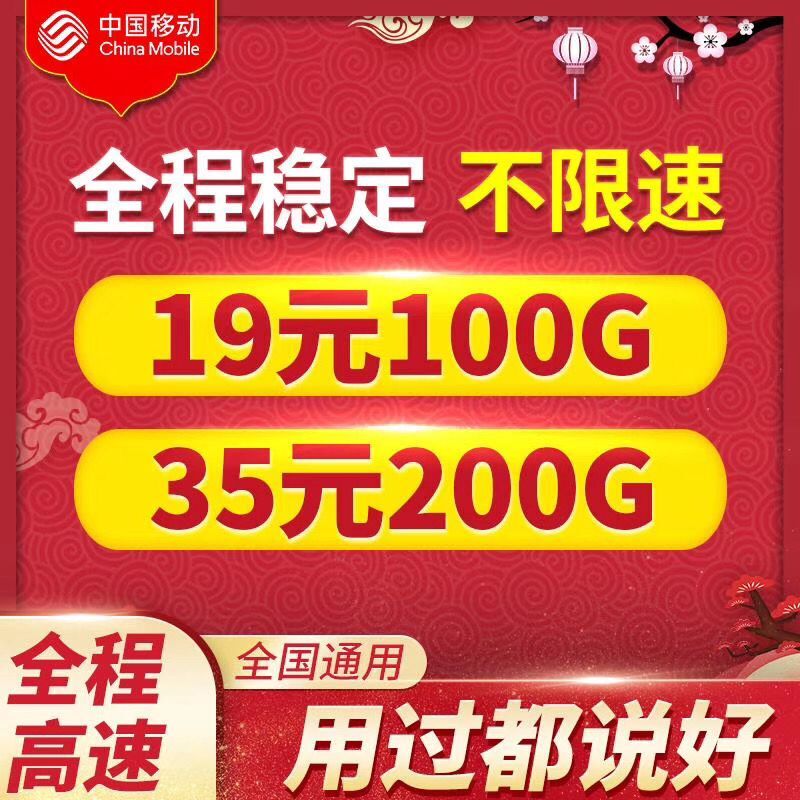 中国移动
China Mobile
全程稳定 不限速
19元100G
35元200G
全程
高速
全国通用
用过都说好